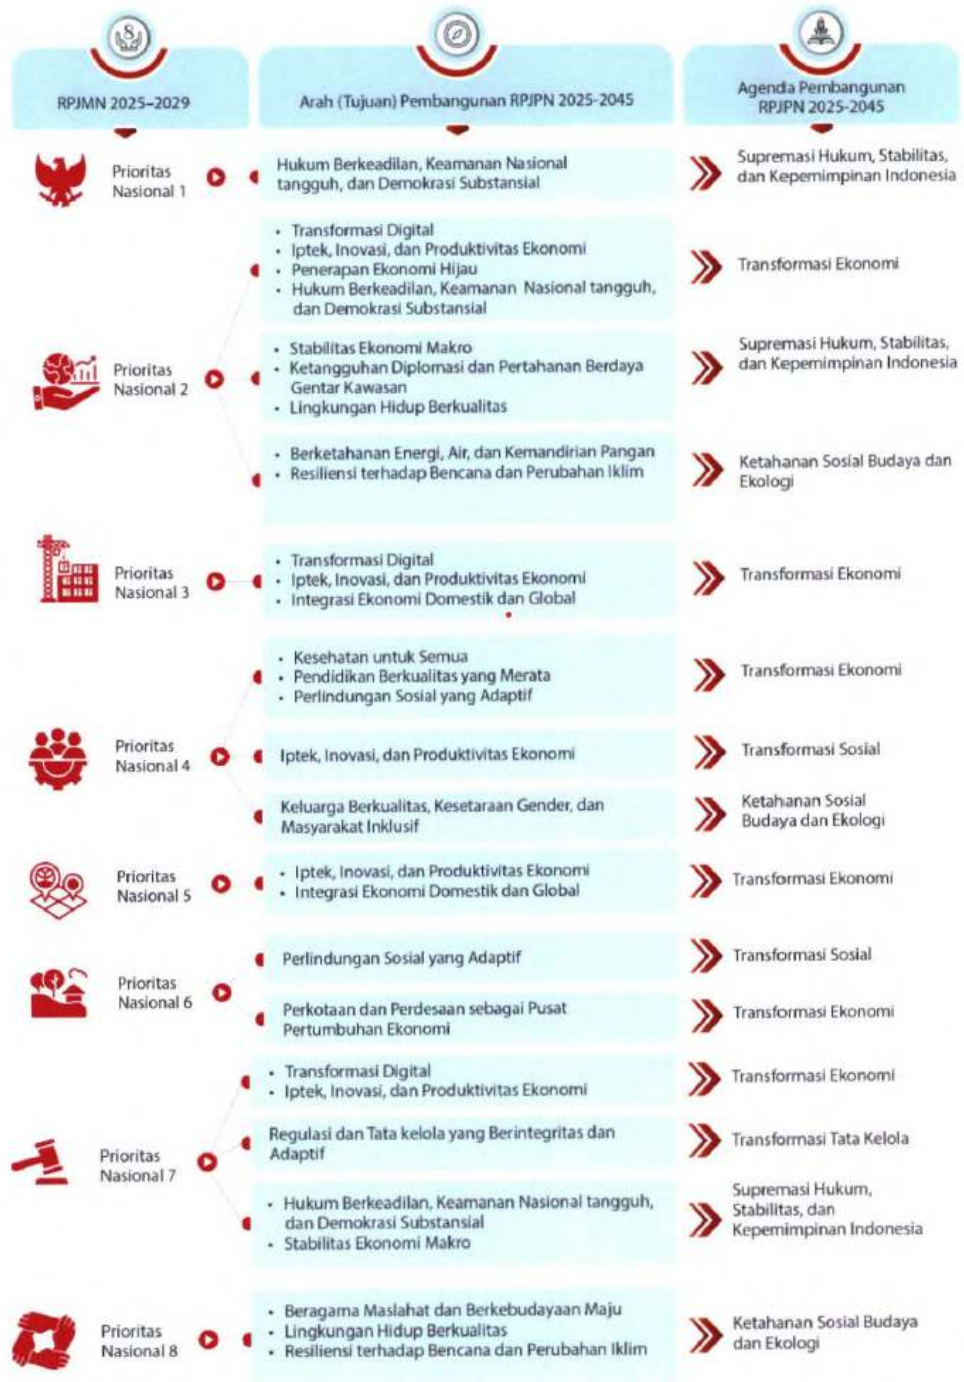 8
RPJMN 2025–2029
Arah (Tujuan) Pembangunan RPJPN 2025-2045
Agenda Pembangunan
RPJPN 2025-2045
Prioritas
Nasional 1
Hukum Berkeadilan, Keamanan Nasional
tangguh, dan Demokrasi Substansial
Supremasi Hukum, Stabilitas,
dan Kepemimpinan Indonesia
Prioritas
Nasional 2
• Transformasi Digital
• Iptek, Inovasi, dan Produktivitas Ekonomi
• Penerapan Ekonomi Hijau
• Hukum Berkeadilan, Keamanan Nasional tangguh,
dan Demokrasi Substansial
Transformasi Ekonomi
• Stabilitas Ekonomi Makro
• Ketangguhan Diplomasi dan Pertahanan Berdaya
Gentar Kawasan
• Lingkungan Hidup Berkualitas
Supremasi Hukum, Stabilitas,
dan Kepemimpinan Indonesia
• Berketahanan Energi, Air, dan Kemandirian Pangan
• Resiliensi terhadap Bencana dan Perubahan Iklim
Ketahanan Sosial Budaya dan
Ekologi
Prioritas
Nasional 3
• Transformasi Digital
• Iptek, Inovasi, dan Produktivitas Ekonomi
• Integrasi Ekonomi Domestik dan Global
Transformasi Ekonomi
Prioritas
Nasional 4
• Kesehatan untuk Semua
• Pendidikan Berkualitas yang Merata
• Perlindungan Sosial yang Adaptif
Transformasi Ekonomi
Iptek, Inovasi, dan Produktivitas Ekonomi
Transformasi Sosial
Keluarga Berkualitas, Kesetaraan Gender, dan
Masyarakat Inklusif
Ketahanan Sosial
Budaya dan Ekologi
Prioritas
Nasional 5
• Iptek, Inovasi, dan Produktivitas Ekonomi
• Integrasi Ekonomi Domestik dan Global
Transformasi Ekonomi
Prioritas
Nasional 6
Perlindungan Sosial yang Adaptif
Transformasi Sosial
Perkotaan dan Perdesaan sebagai Pusat
Pertumbuhan Ekonomi
Transformasi Ekonomi
Prioritas
Nasional 7
• Transformasi Digital
• Iptek, Inovasi, dan Produktivitas Ekonomi
Transformasi Ekonomi
Regulasi dan Tata kelola yang Berintegritas dan
Adaptif
Transformasi Tata Kelola
• Hukum Berkeadilan, Keamanan Nasional tangguh,
dan Demokrasi Substansial
• Stabilitas Ekonomi Makro
Supremasi Hukum,
Stabilitas, dan
Kepemimpinan Indonesia
Prioritas
Nasional 8
• Beragama Maslahat dan Berkebudayaan Maju
• Lingkungan Hidup Berkualitas
• Resiliensi terhadap Bencana dan Perubahan Iklim
Ketahanan Sosial Budaya
dan Ekologi